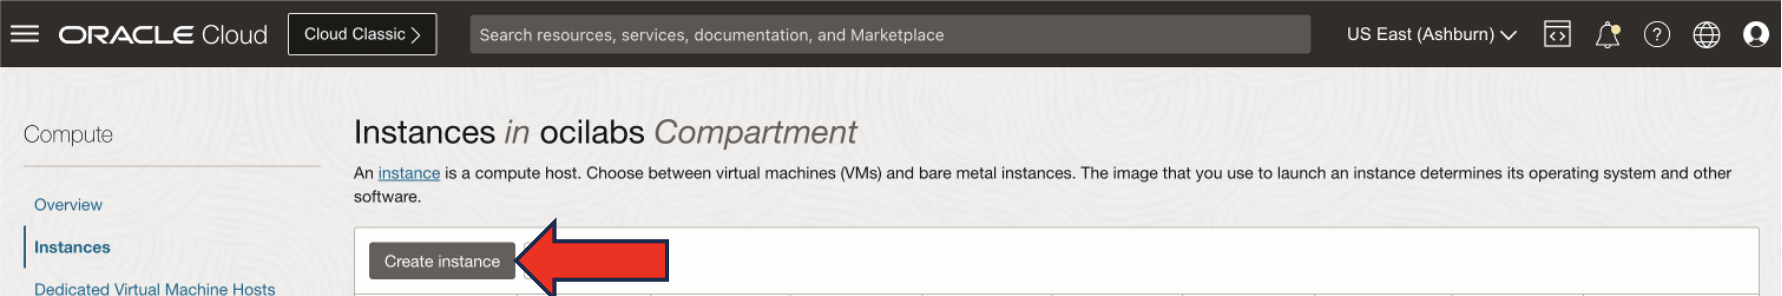 ORACLE Cloud
Cloud Classic
Search resources, services, documentation, and Marketplace
US East (Ashburn)
Compute
Overview
Instances
Dedicated Virtual Machine Hosts
Instances in ocilabs Compartment
An instance is a compute host. Choose between virtual machines (VMs) and bare metal instances. The image that you use to launch an instance determines its operating system and other
software.
Create instance